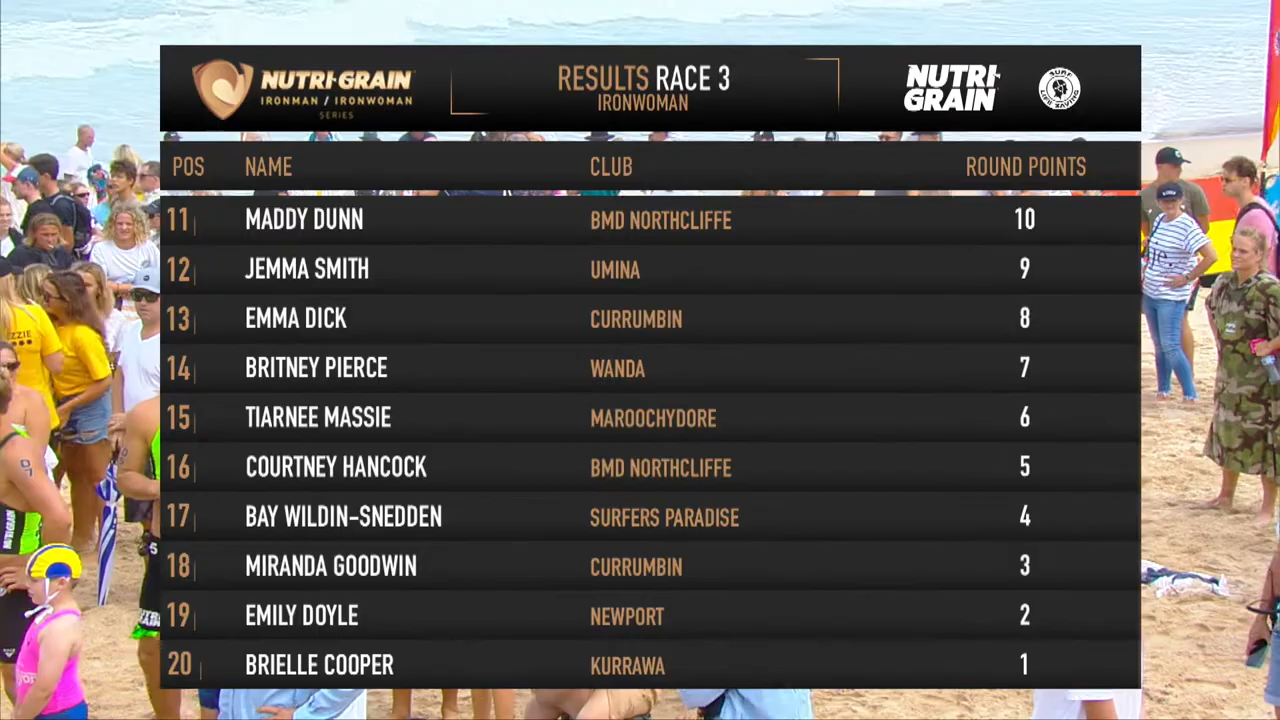 NUTRI-GRAIN
IRONMAN / IRONWOMAN
SERIES
RESULTS RACE 3
IRONWOMAN
NUTRI-
GRAIN
SURF
LIFE SAVING
POS NAME CLUB ROUND POINTS
11 MADDY DUNN BMD NORTHCLIFFE 10
12 JEMMA SMITH UMINA 9
13 EMMA DICK CURRUMBIN 8
14 BRITNEY PIERCE WANDA 7
15 TIARNEE MASSIE MAROOCHYDORE 6
16 COURTNEY HANCOCK BMD NORTHCLIFFE 5
17 BAY WILDIN-SNEDDEN SURFERS PARADISE 4
18 MIRANDA GOODWIN CURRUMBIN 3
19 EMILY DOYLE NEWPORT 2
20 BRIELLE COOPER KURRAWA 1